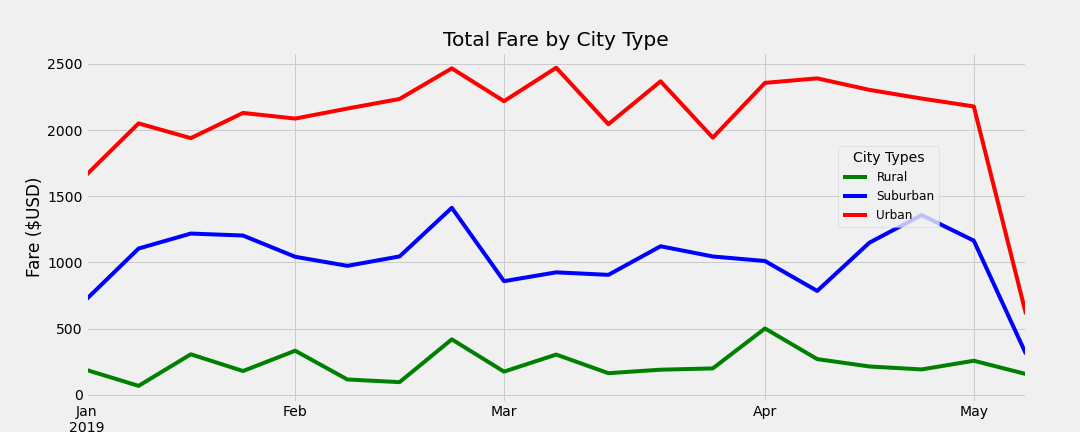 Total Fare by City Type
Fare ($USD)
2500
2000
1500
1000
500
0
City Types
Rural
Suburban
Urban
Jan Feb Mar Apr May
2019